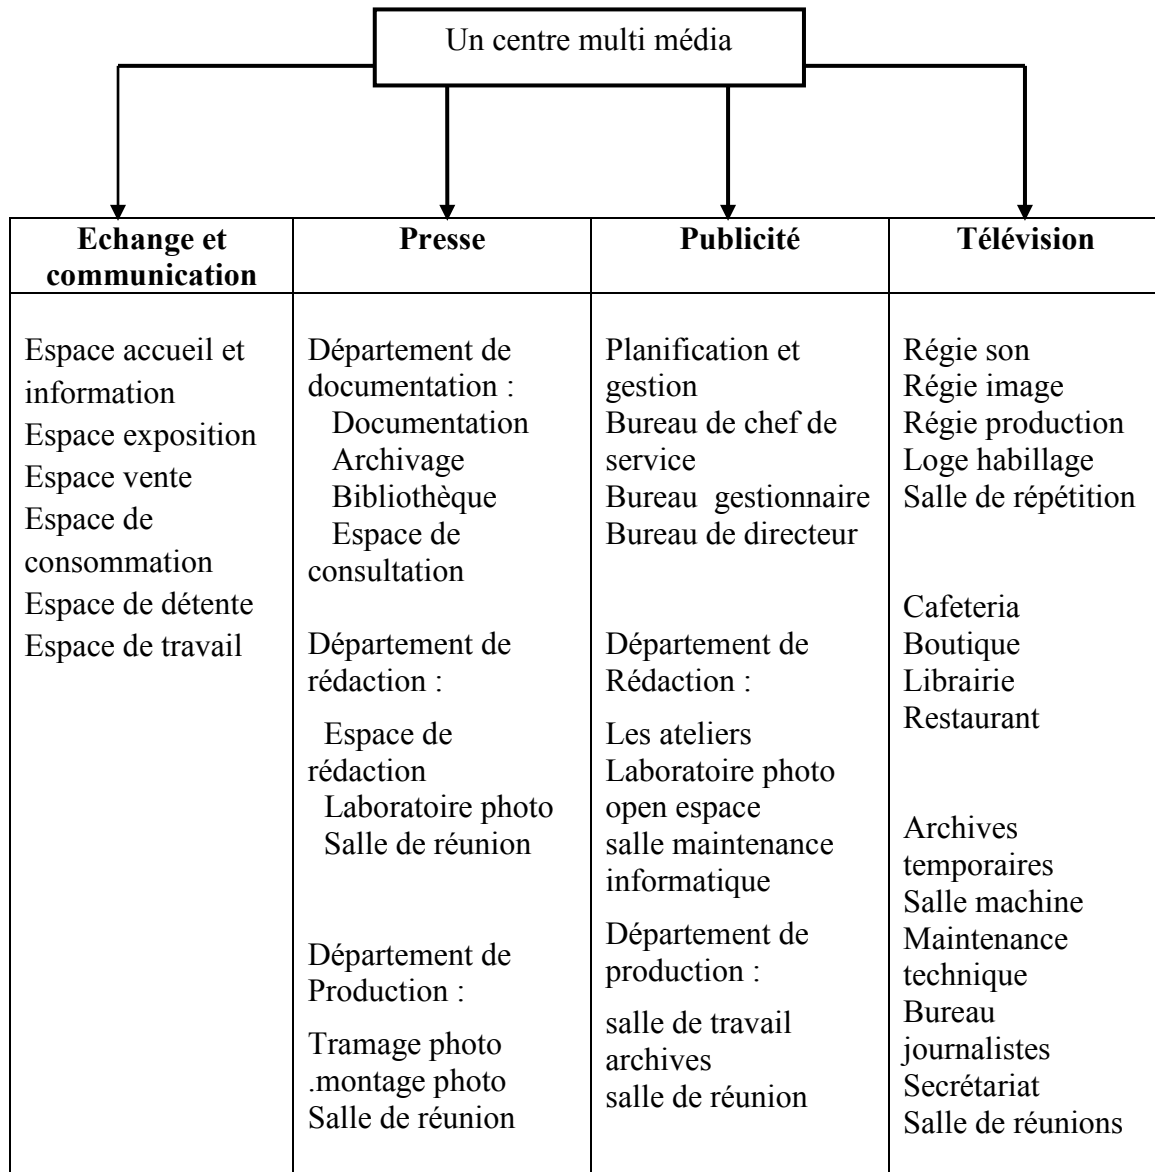 Un centre multi média
Echange et
communication
Espace accueil et
information
Espace exposition
Espace vente
Espace de
consommation
Espace de détente
Espace de travail
Presse
Département de
documentation :
Documentation
Archivage
Bibliothèque
Espace de
consultation
Département de
rédaction :
Espace de
rédaction
Laboratoire photo
Salle de réunion
Département de
Production :
Tramage photo
.montage photo
Salle de réunion
Publicité
Planification et
gestion
Bureau de chef de
service
Bureau gestionnaire
Bureau de directeur
Département de
Rédaction :
Les ateliers
Laboratoire photo
open espace
salle maintenance
informatique
Département de
production :
salle de travail
archives
salle de réunion
Télévision
Régie son
Régie image
Régie production
Loge habillage
Salle de répétition
Cafeteria
Boutique
Librairie
Restaurant
Archives
temporaires
Salle machine
Maintenance
technique
Bureau
journalistes
Secrétariat
Salle de réunions